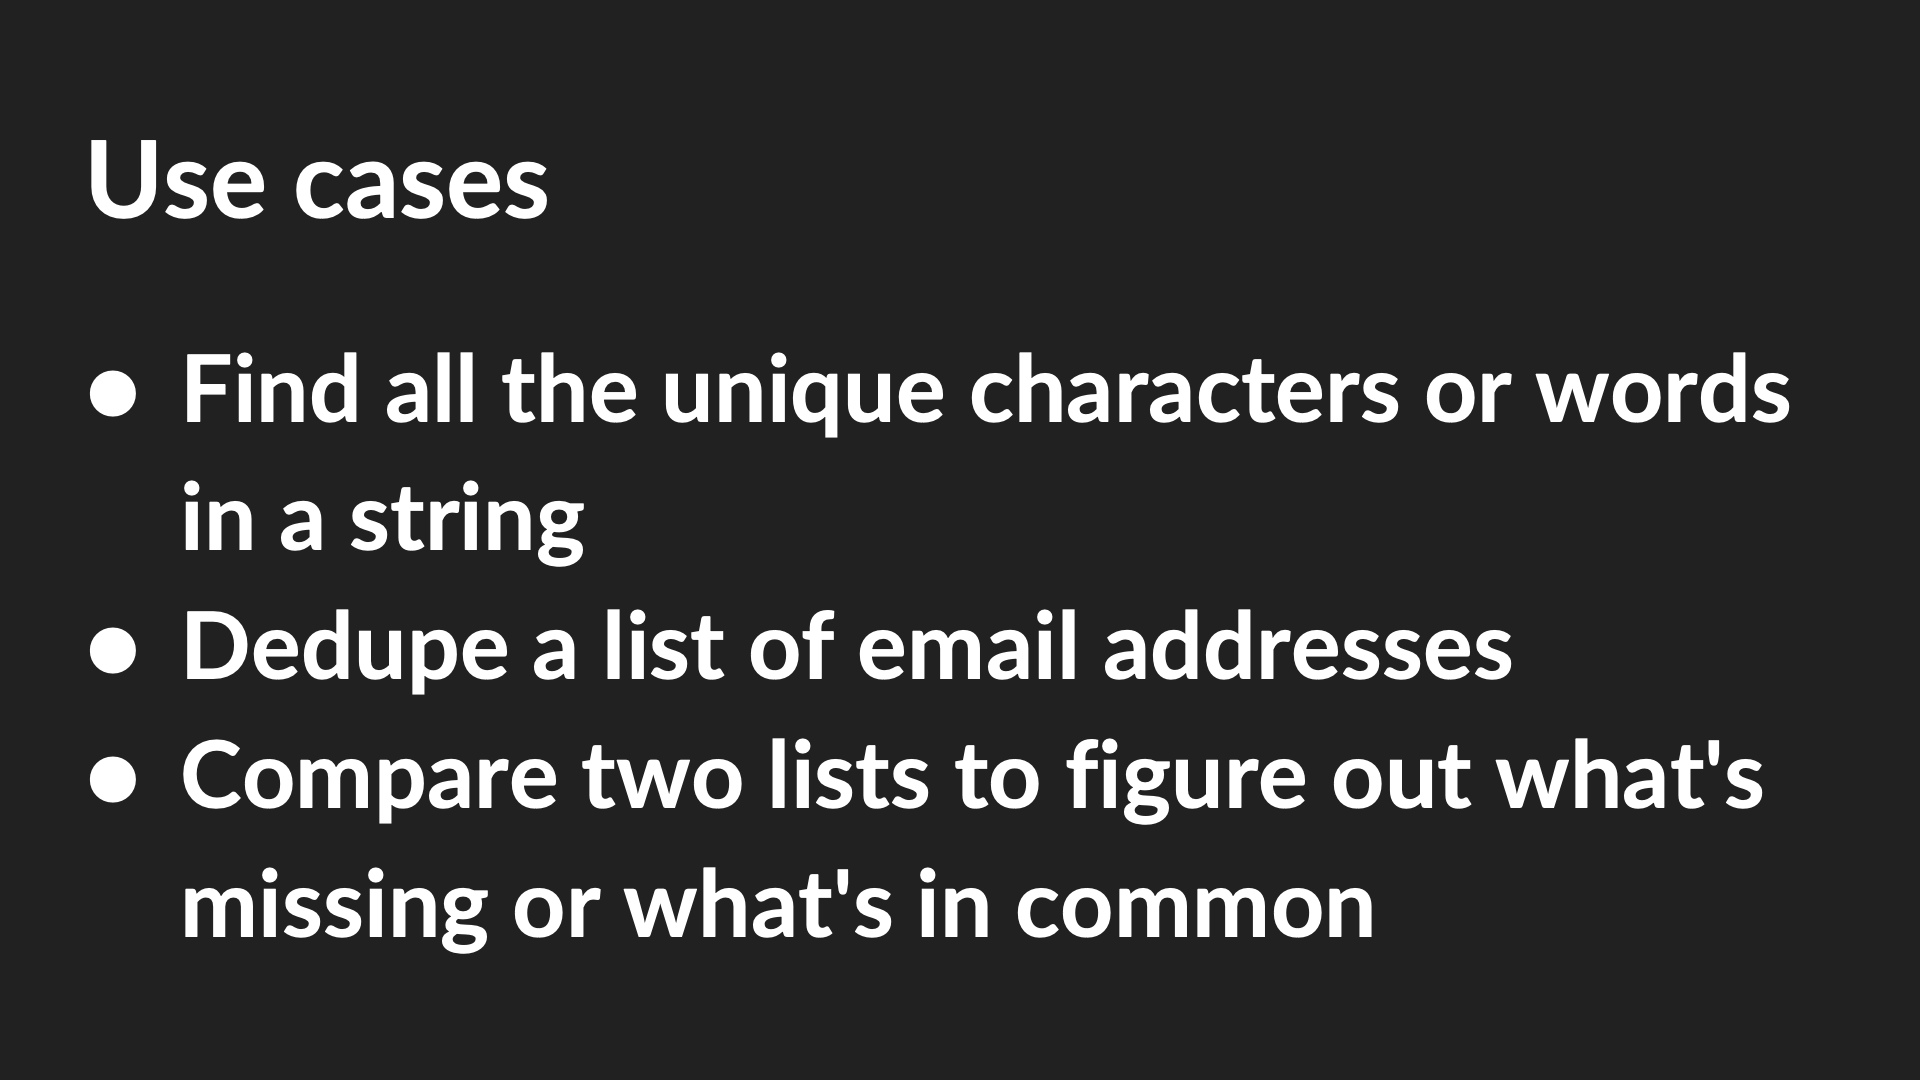 Use cases
● Find all the unique characters or words
in a string
● Dedupe a list of email addresses
● Compare two lists to figure out what's
missing or what's in common